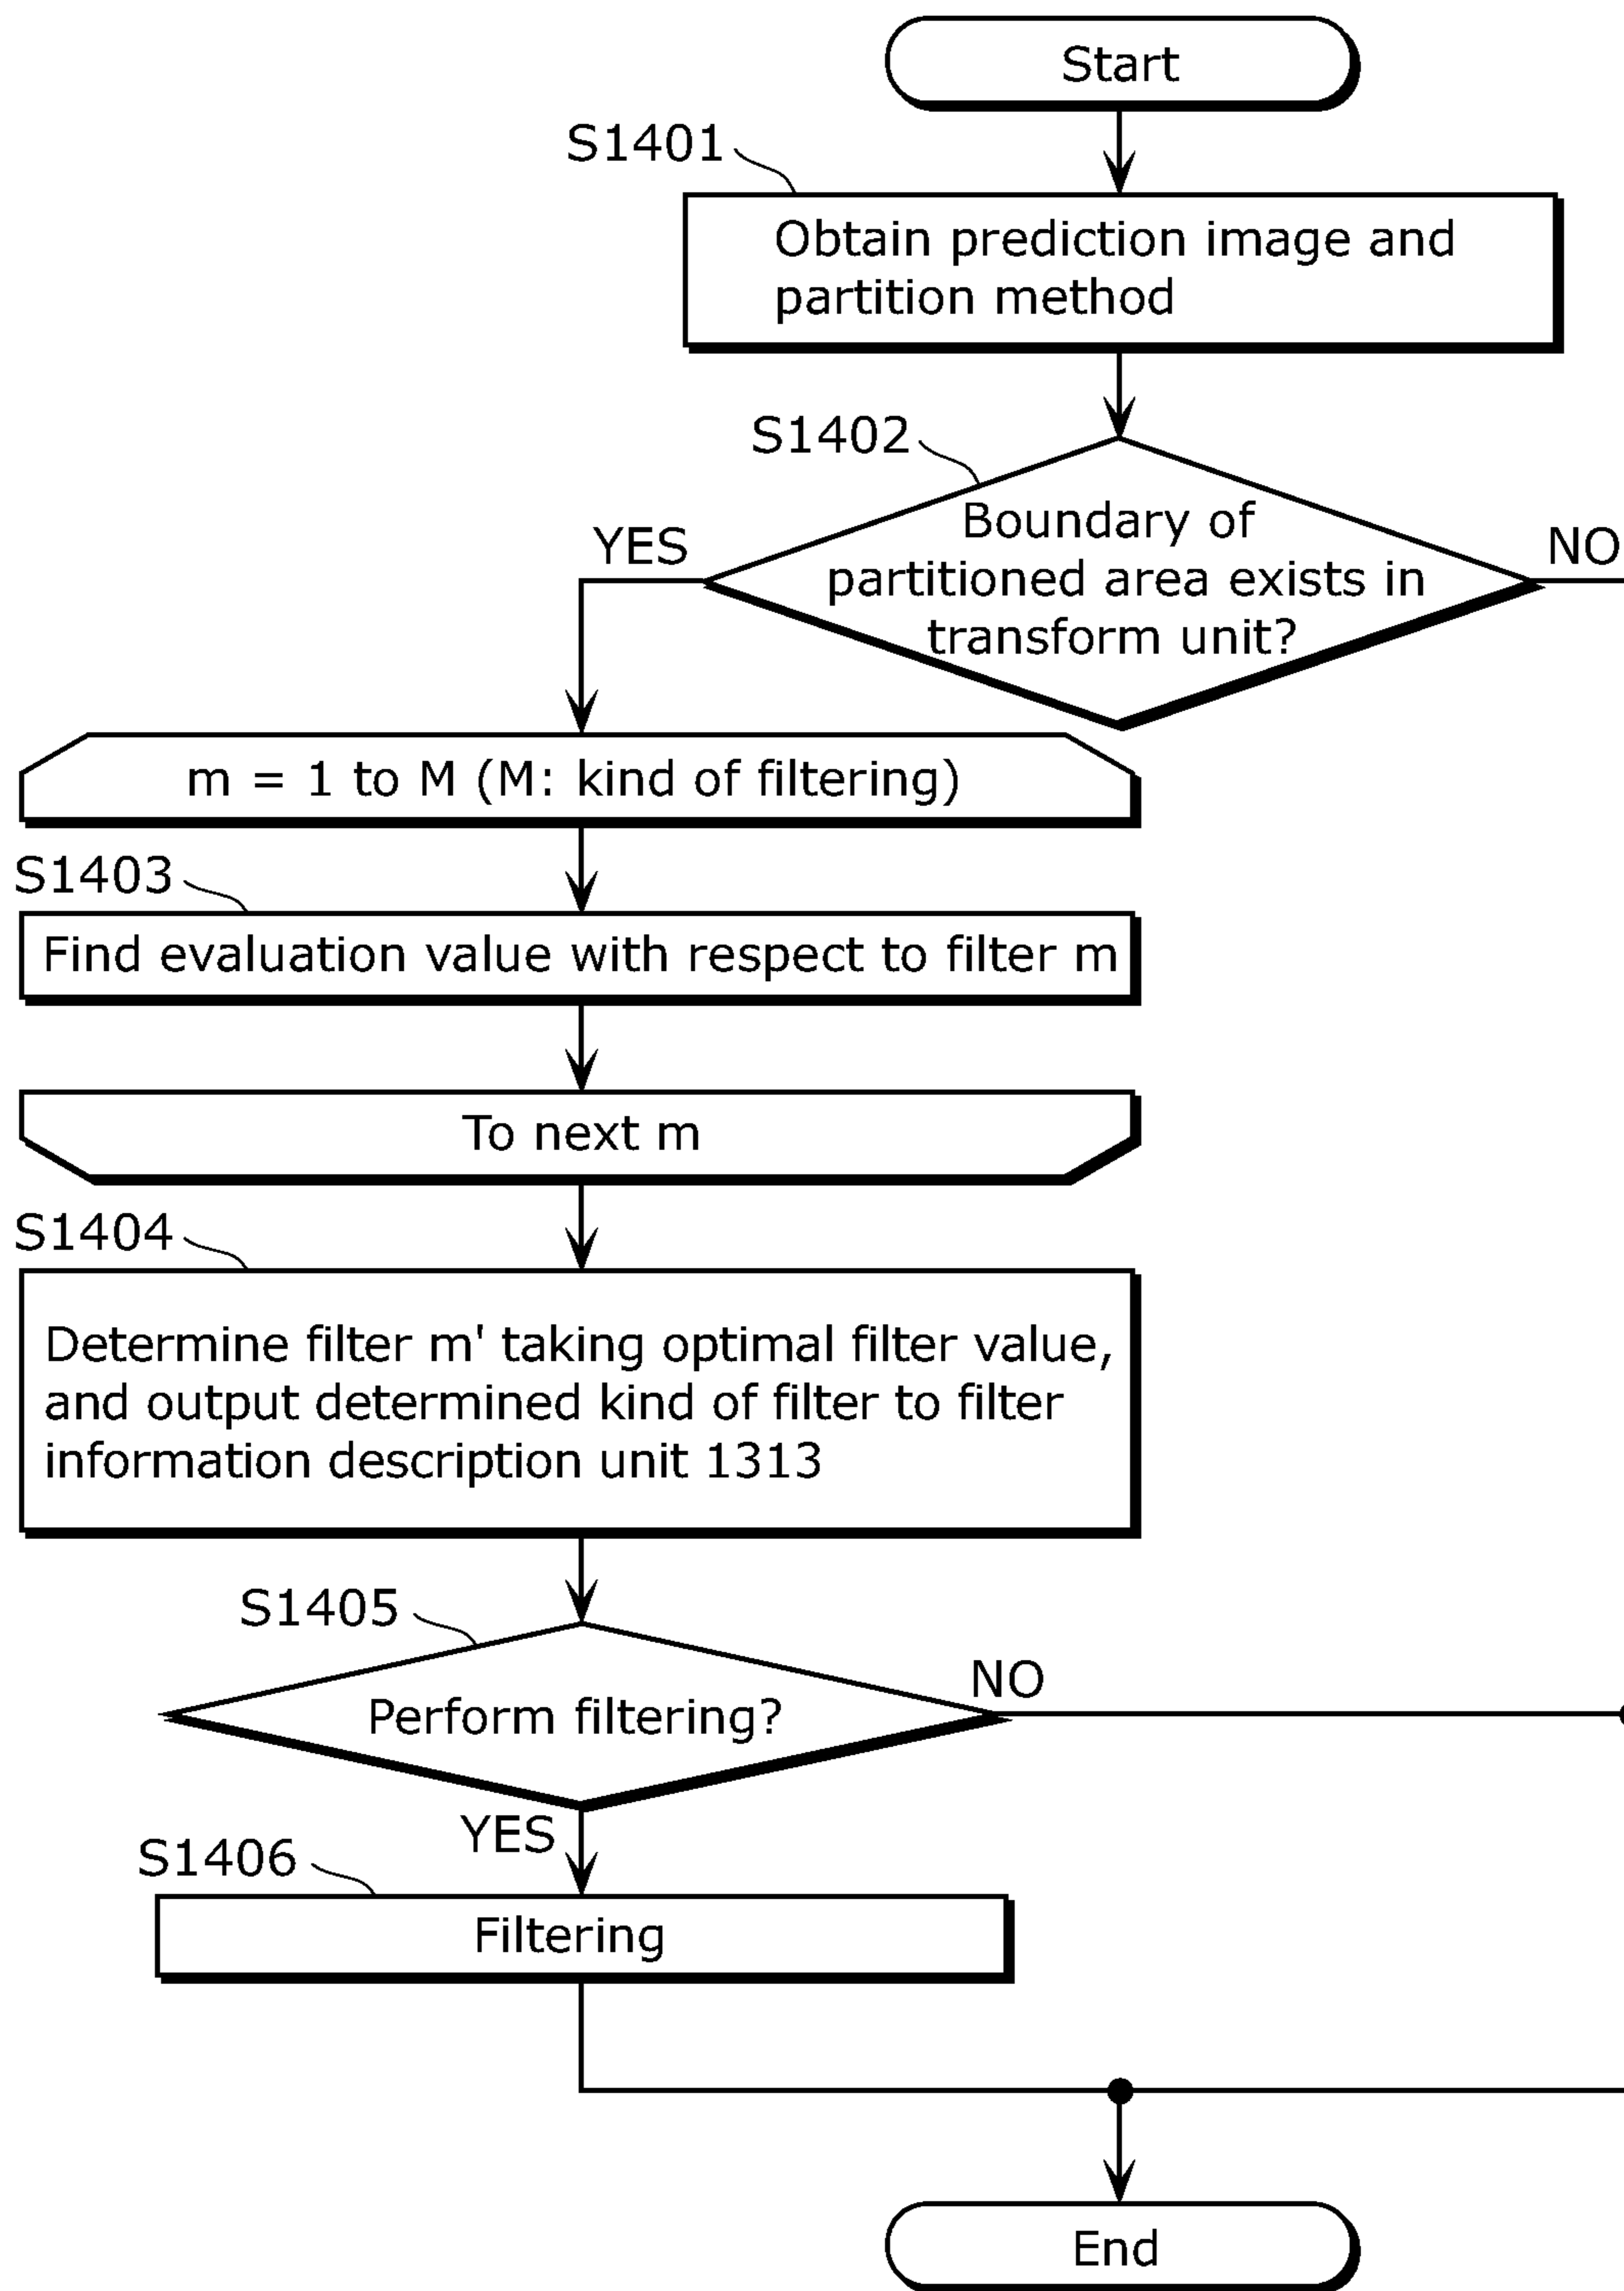 Start
S1401
Obtain prediction image and
partition method
S1402
Boundary of
partitioned area exists in
transform unit?
YES
NO
m = 1 to M (M: kind of filtering)
S1403
Find evaluation value with respect to filter m
To next m
S1404
Determine filter m' taking optimal filter value,
and output determined kind of filter to filter
information description unit 1313
S1405
Perform filtering?
NO
YES
S1406
Filtering
End